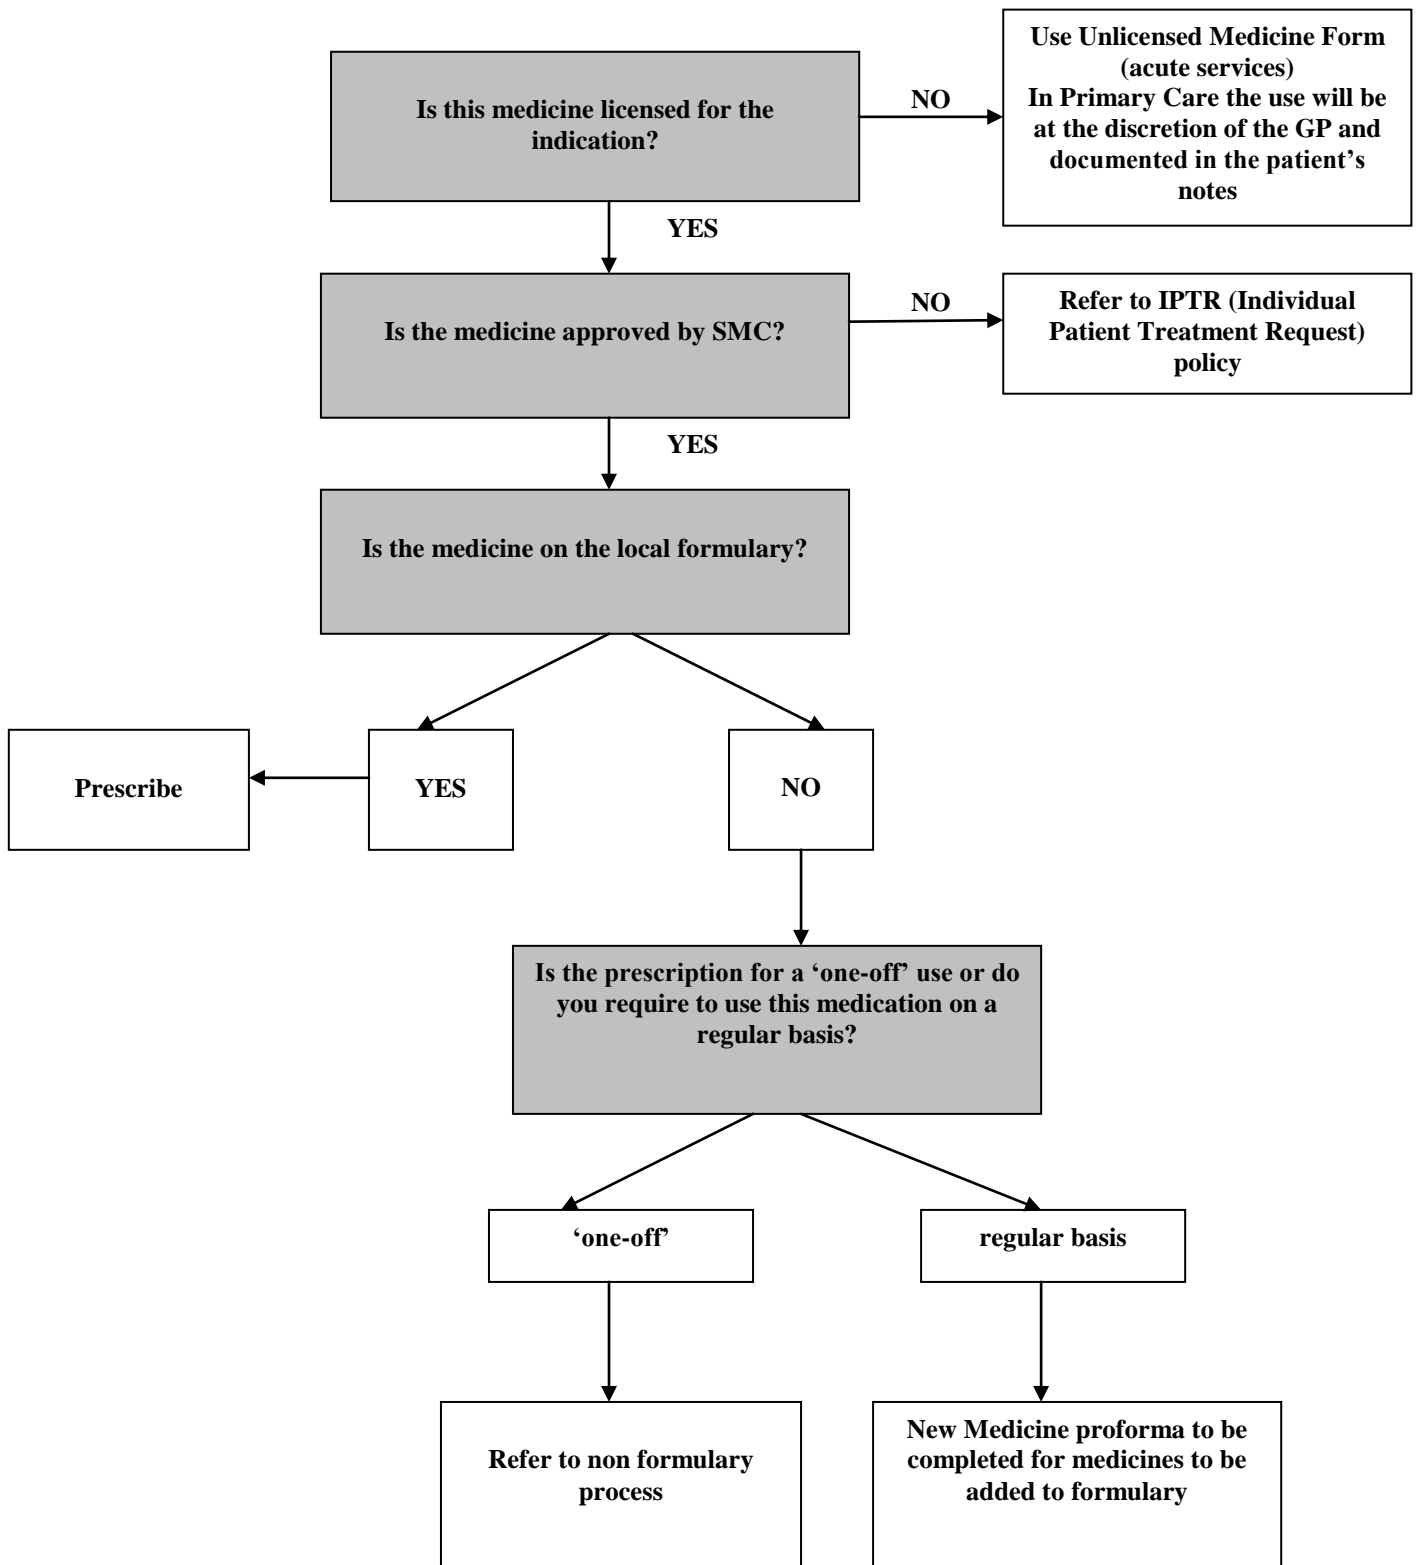 Use Unlicensed Medicine Form
(acute services)
In Primary Care the use will be
at the discretion of the GP and
documented in the patient’s
notes
Is this medicine licensed for the
indication?
NO
YES
Is the medicine approved by SMC?
NO
Refer to IPTR (Individual
Patient Treatment Request)
policy
YES
Is the medicine on the local formulary?
Prescribe
YES
NO
Is the prescription for a ‘one-off’ use or do
you require to use this medication on a
regular basis?
‘one-off’
regular basis
Refer to non formulary
process
New Medicine proforma to be
completed for medicines to be
added to formulary